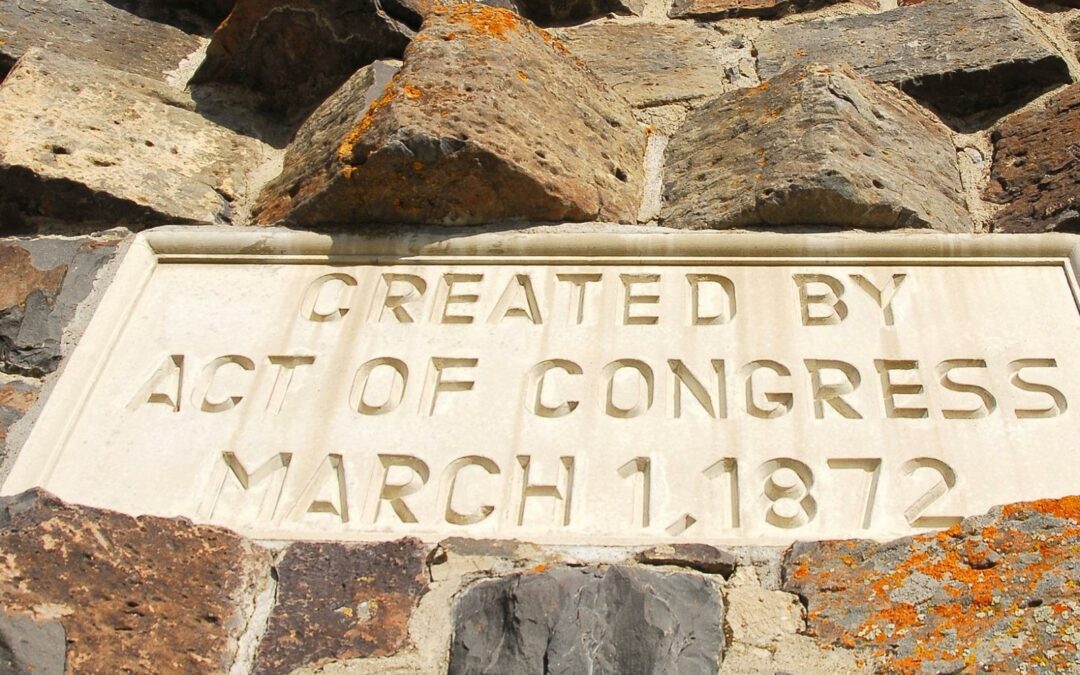 CREATED BY
ACT OF CONGRESS
MARCH 1, 1872